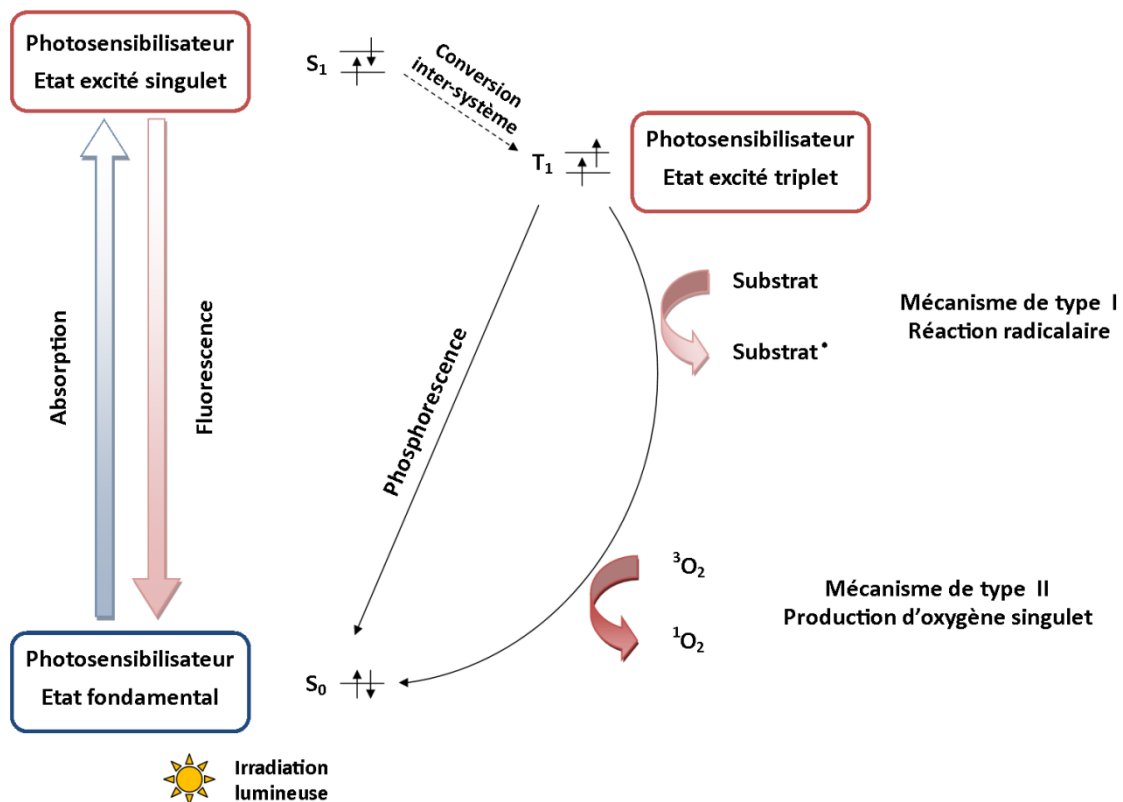 Photosensibilisateur
Etat excité singulet
S1
Conversion
inter-système
T1
Photosensibilisateur
Etat excité triplet
Absorption
Fluorescence
Phosphorescence
Substrat
Substrat•
Mécanisme de type I
Réaction radicalaire
³O₂
¹O₂
Mécanisme de type II
Production d’oxygène singulet
Photosensibilisateur
Etat fondamental
S0
Irradiation
lumineuse